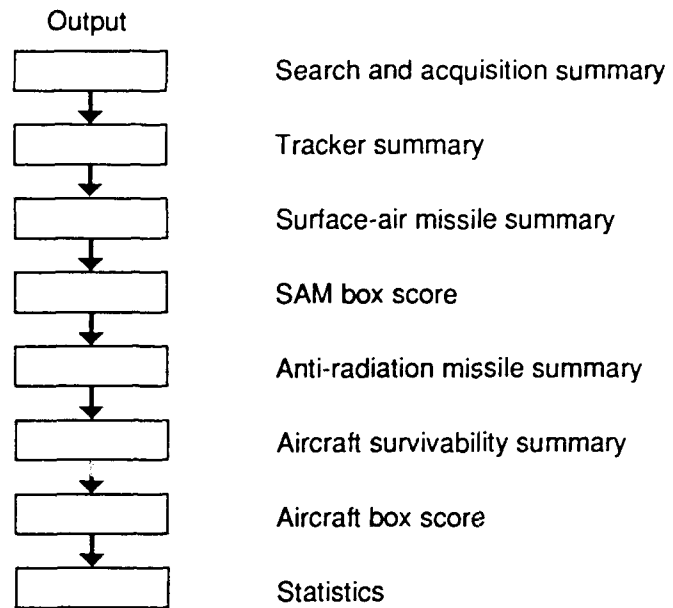 Output
Search and acquisition summary
Tracker summary
Surface-air missile summary
SAM box score
Anti-radiation missile summary
Aircraft survivability summary
Aircraft box score
Statistics